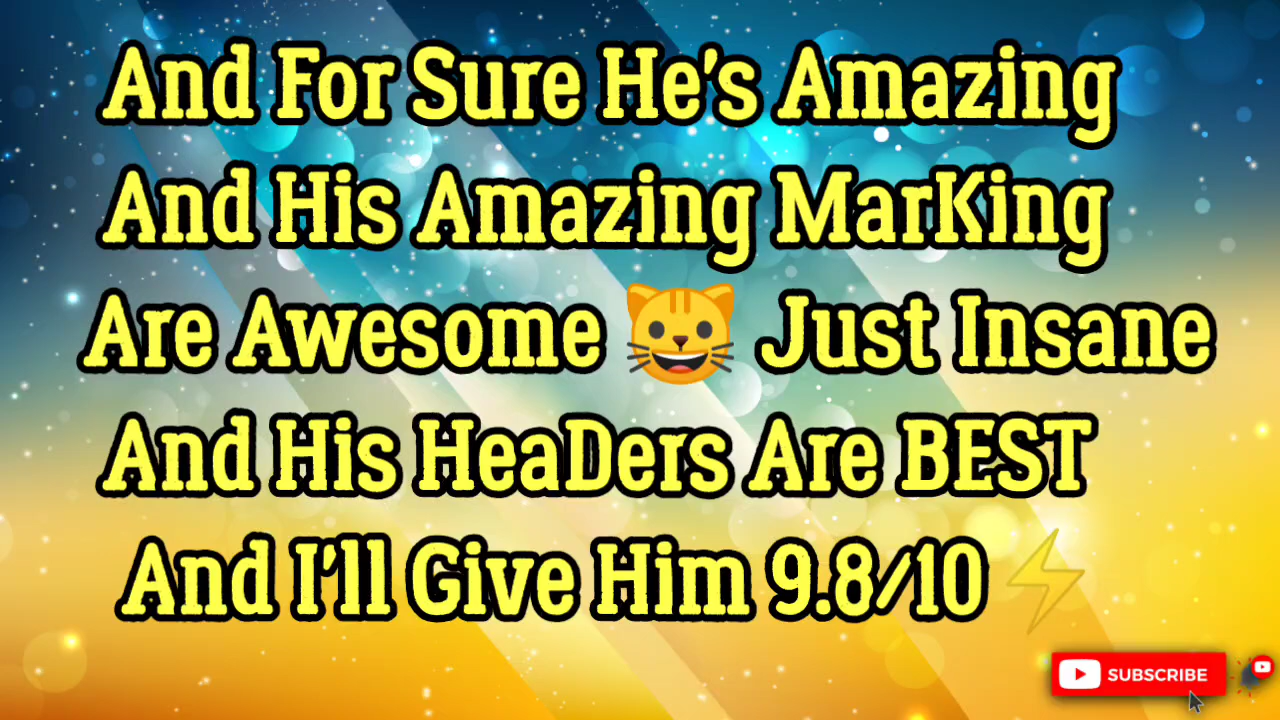 And For Sure He's Amazing
And His Amazing MarKing
Are Awesome 😺 Just Insane
And His HeaDers Are BEST
And I'll Give Him 9.8/10⚡
SUBSCRIBE